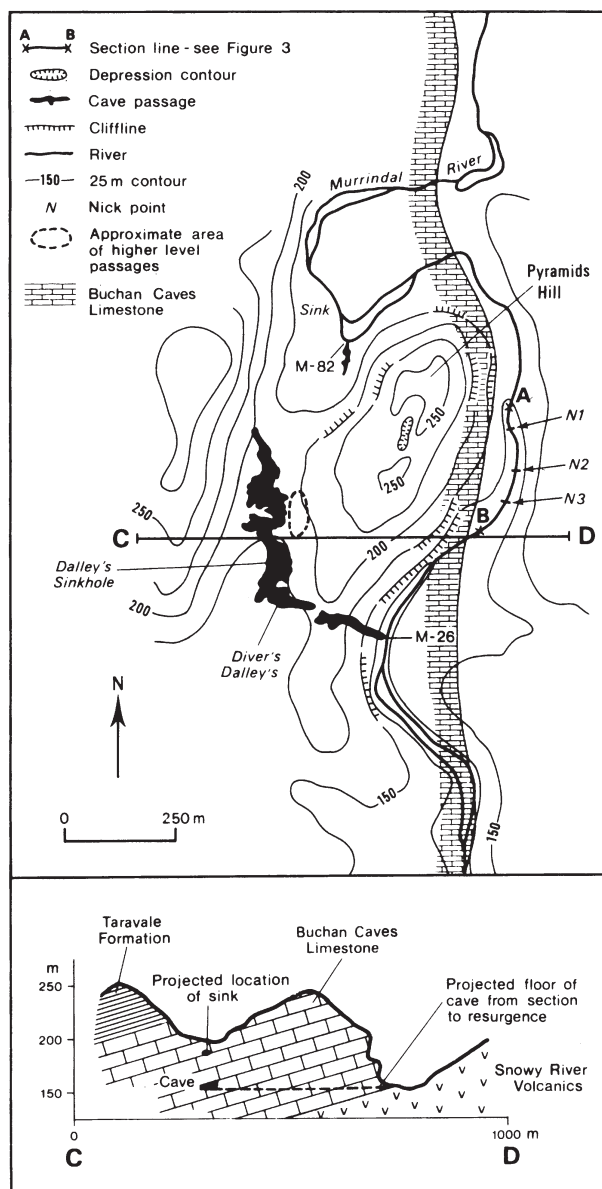 A B
Section line - see Figure 3
Depression contour
Cave passage
Cliffline
River
150 25 m contour
N Nick point
Approximate area
of higher level
passages
Buchan Caves
Limestone
200
Murrindal River
Sink
M-82
Pyramids
Hill
A
250
N1
N2
250
N3
B
250
C D
200
Dalley's
Sinkhole
200
M-26
Diver's
Dalley's
N
0 250 m
150
150
Taravale
Formation
Buchan Caves
Limestone
m
Projected location
of sink
Projected floor of
cave from section
to resurgence
250
200
Cave
Snowy River
Volcanics
150
0 1000 m
C D